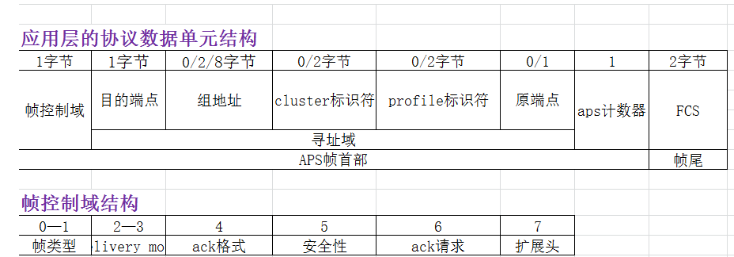 应用层的协议数据单元结构
1字节 1字节 0/2/8字节 0/2字节 0/2字节 0/1 1 2字节
帧控制域 目的端点 组地址 cluster标识符 profile标识符 原端点 aps计数器 FCS
寻址域
APS帧首部 帧尾
帧控制域结构
0—1 2—3 4 5 6 7
帧类型 livery mo ack格式 安全性 ack请求 扩展头